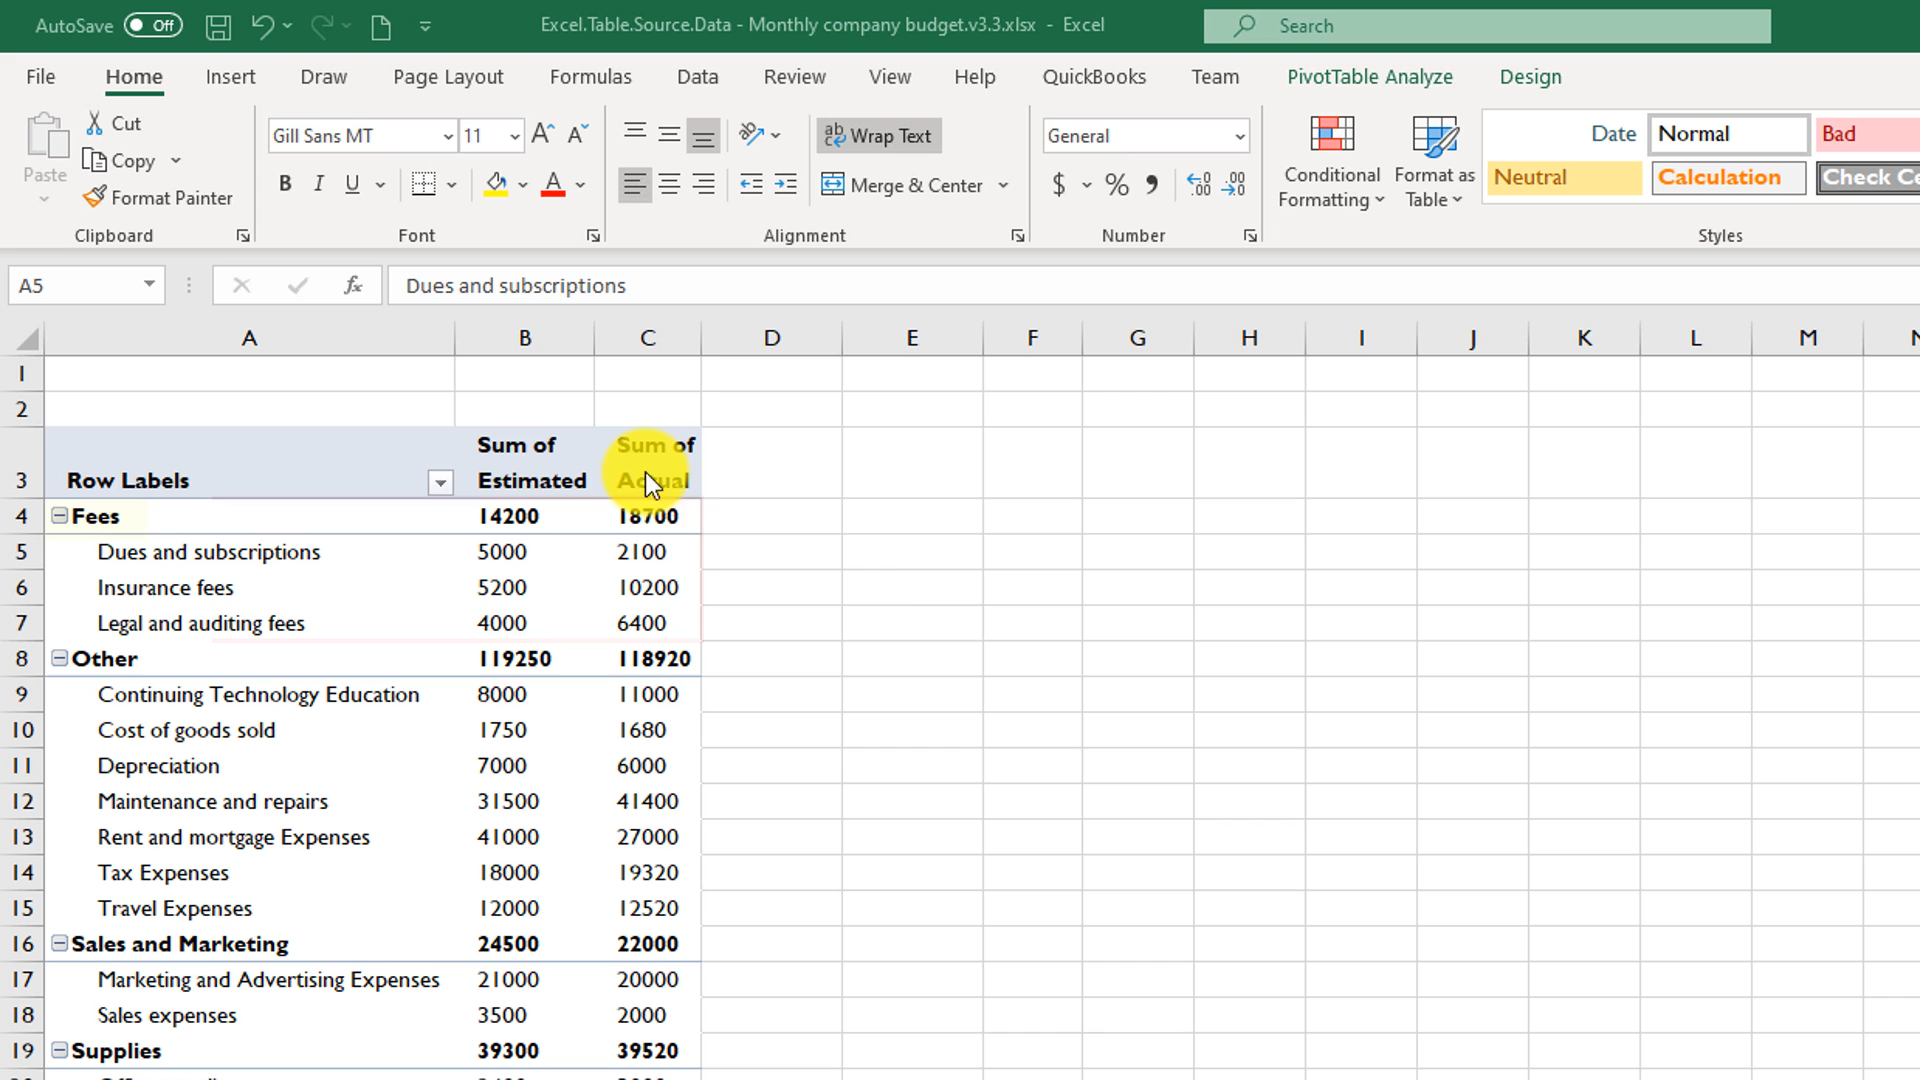 AutoSave Off Excel.Table.Source.Data - Monthly company budget.v3.3.xlsx - Excel Search
File Home Insert Draw Page Layout Formulas Data Review View Help QuickBooks Team PivotTable Analyze Design
Paste
Cut
Copy
Format Painter
Clipboard
Gill Sans MT 11
B I U
Font
Wrap Text
Merge & Center
Alignment
General
$ % 9
Number
Conditional Formatting
Format as Table
Date Normal Bad
Neutral Calculation
Styles
A5 fx Dues and subscriptions
A B C D E F G H I J K L M
1
2
3 Row Labels Sum of Estimated Sum of Actual
4 Fees 14200 18700
5 Dues and subscriptions 5000 2100
6 Insurance fees 5200 10200
7 Legal and auditing fees 4000 6400
8 Other 119250 118920
9 Continuing Technology Education 8000 11000
10 Cost of goods sold 1750 1680
11 Depreciation 7000 6000
12 Maintenance and repairs 31500 41400
13 Rent and mortgage Expenses 41000 27000
14 Tax Expenses 18000 19320
15 Travel Expenses 12000 12520
16 Sales and Marketing 24500 22000
17 Marketing and Advertising Expenses 21000 20000
18 Sales expenses 3500 2000
19 Supplies 39300 39520